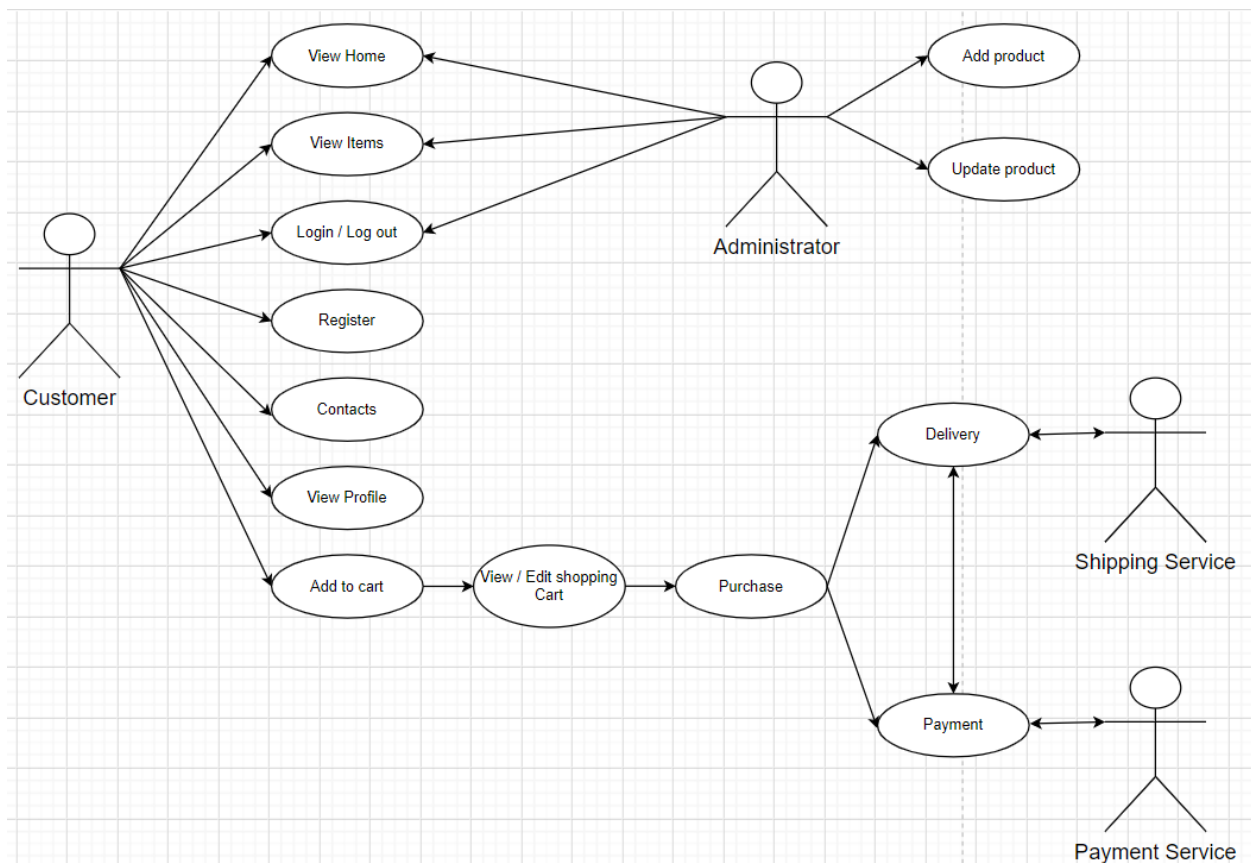 View Home
Add product
View Items
Update product
Login / Log out
Administrator
Register
Customer
Contacts
Delivery
View Profile
Shipping Service
Add to cart
View / Edit shopping
Cart
Purchase
Payment
Payment Service